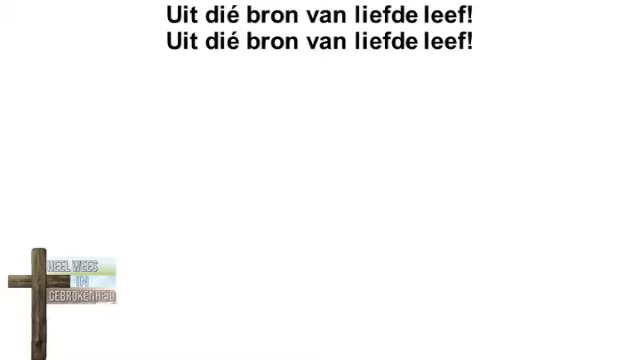 Uit dié bron van liefde leef!
Uit dié bron van liefde leef!
HEEL WEES
IN
GEBROKENHEID